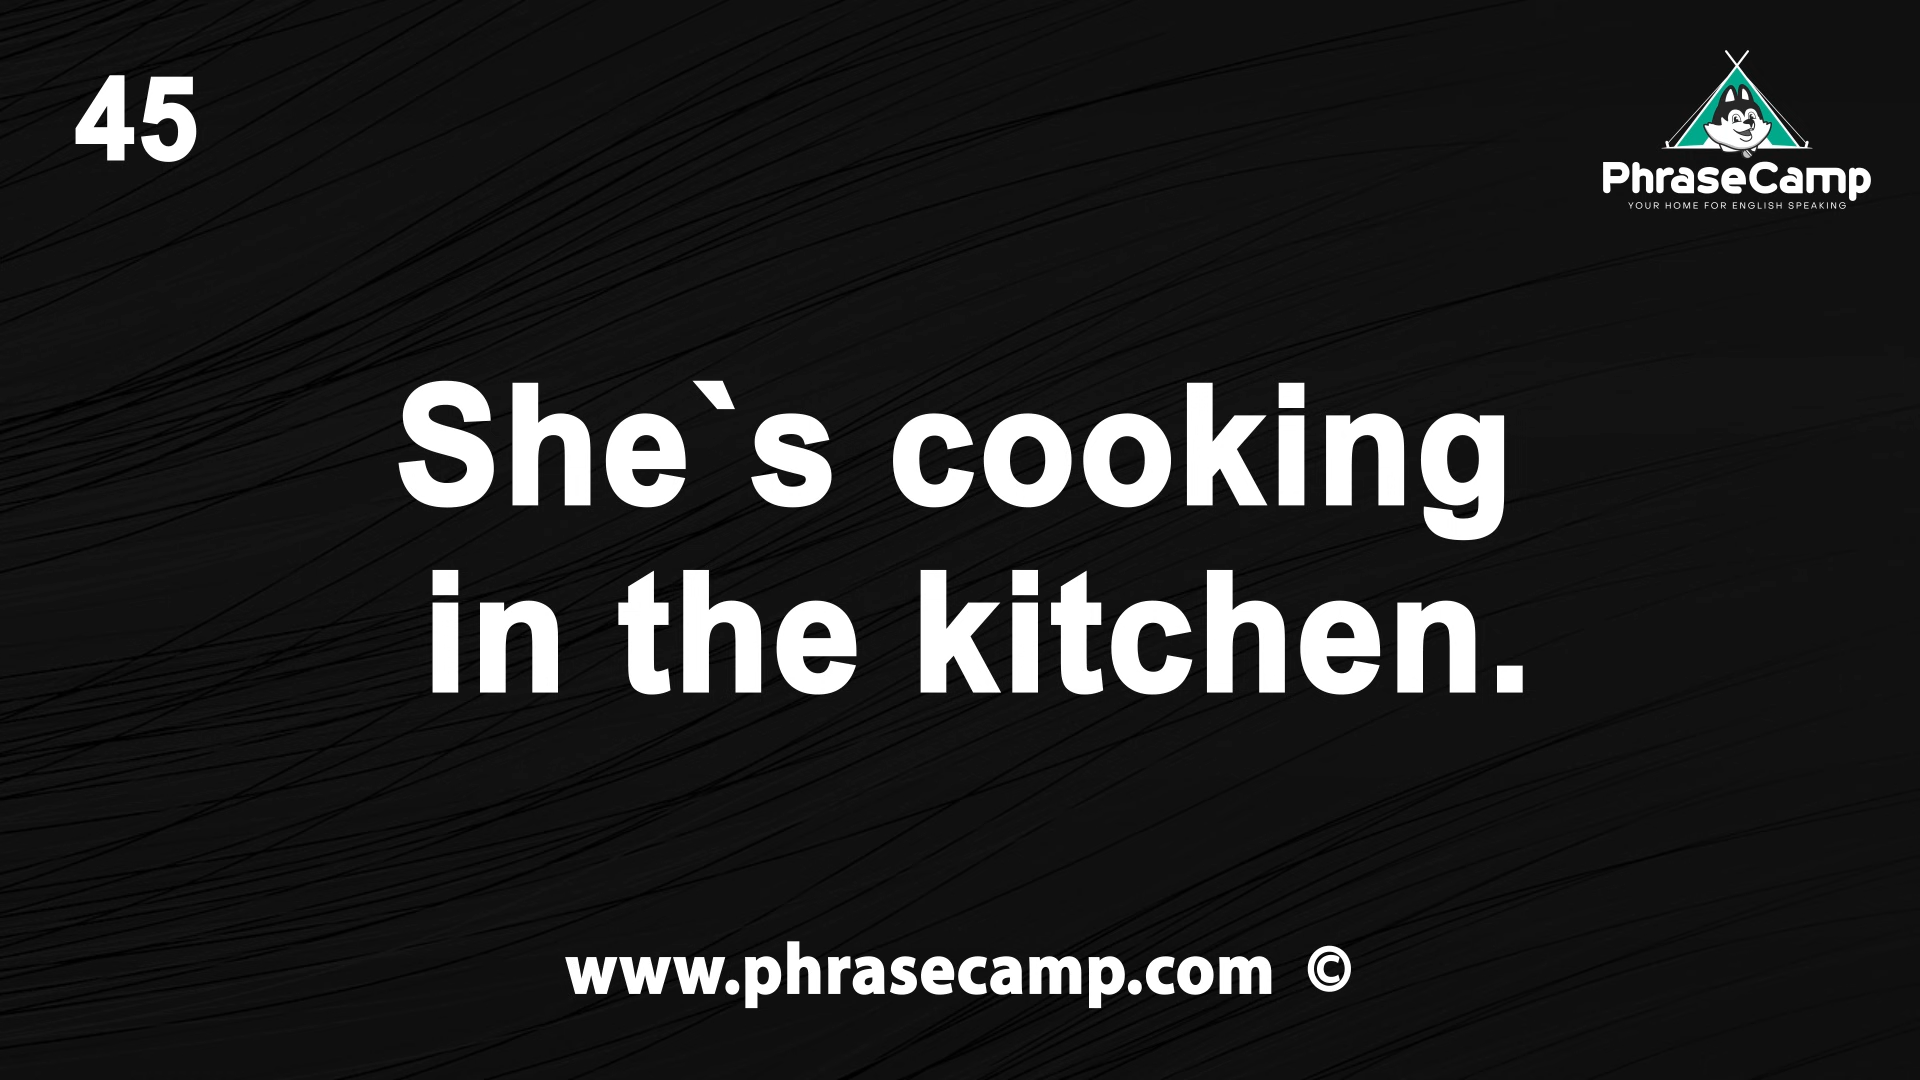 45
PhraseCamp
YOUR HOME FOR ENGLISH SPEAKING
She`s cooking
in the kitchen.
www.phrasecamp.com ©